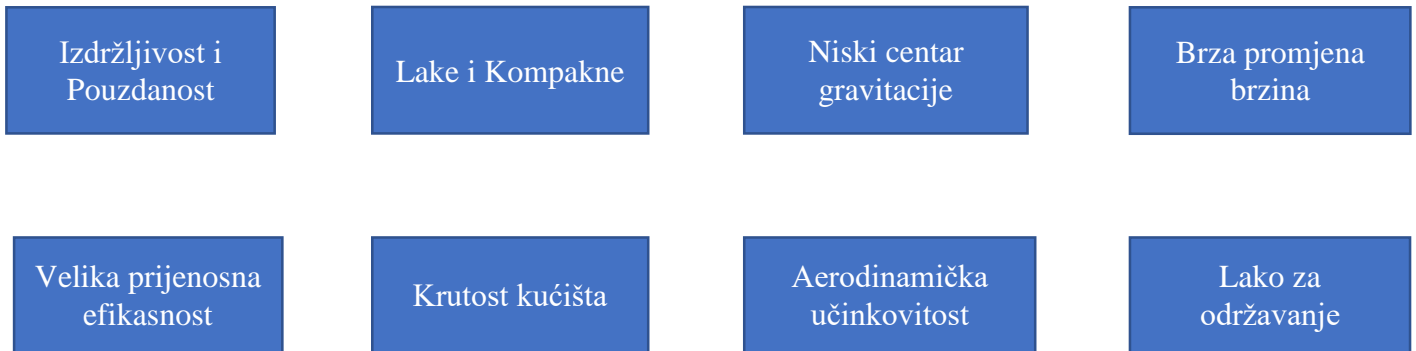 Izdržljivost i
Pouzdanost
Lake i Kompakne
Niski centar
gravitacije
Brza promjena
brzina
Velika prijenosna
efikasnost
Krutost kućišta
Aerodinamička
učinkovitost
Lako za
održavanje